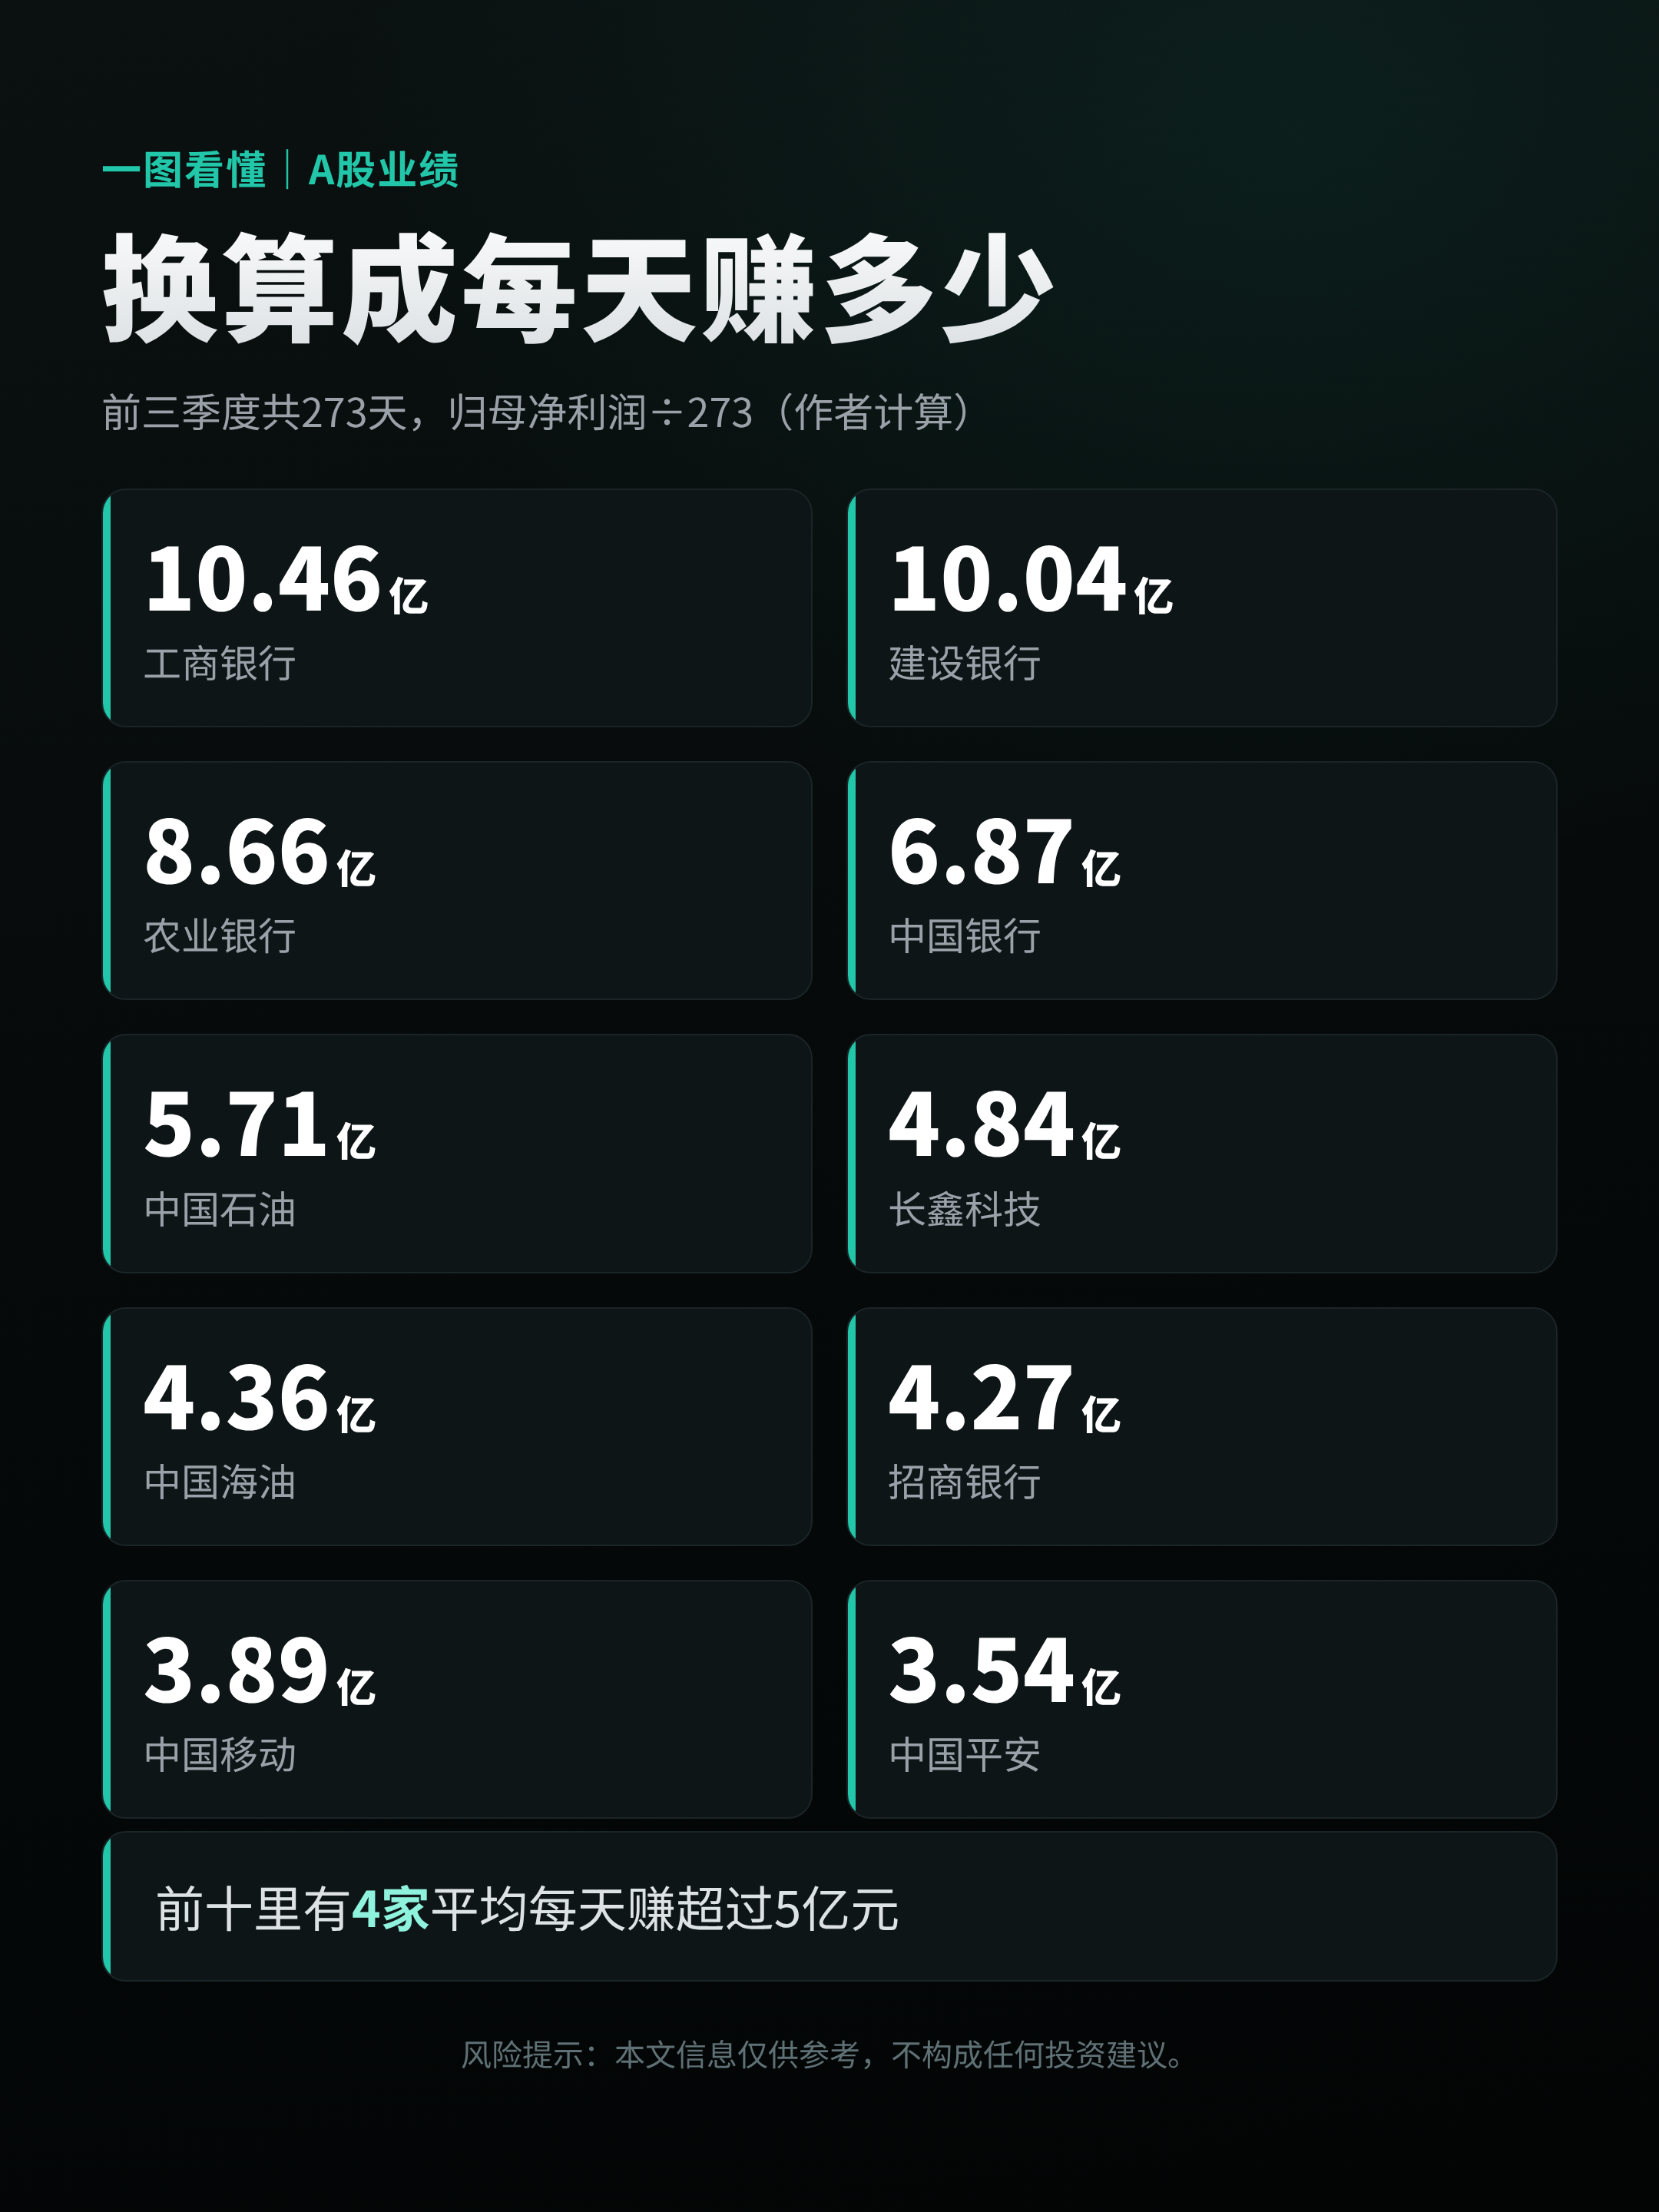 一图看懂｜A股业绩
换算成每天赚多少
前三季度共273天，归母净利润÷273（作者计算）
10.46亿
工商银行
10.04亿
建设银行
8.66亿
农业银行
6.87亿
中国银行
5.71亿
中国石油
4.84亿
长鑫科技
4.36亿
中国海油
4.27亿
招商银行
3.89亿
中国移动
3.54亿
中国平安
前十里有4家平均每天赚超过5亿元
风险提示：本文信息仅供参考，不构成任何投资建议。